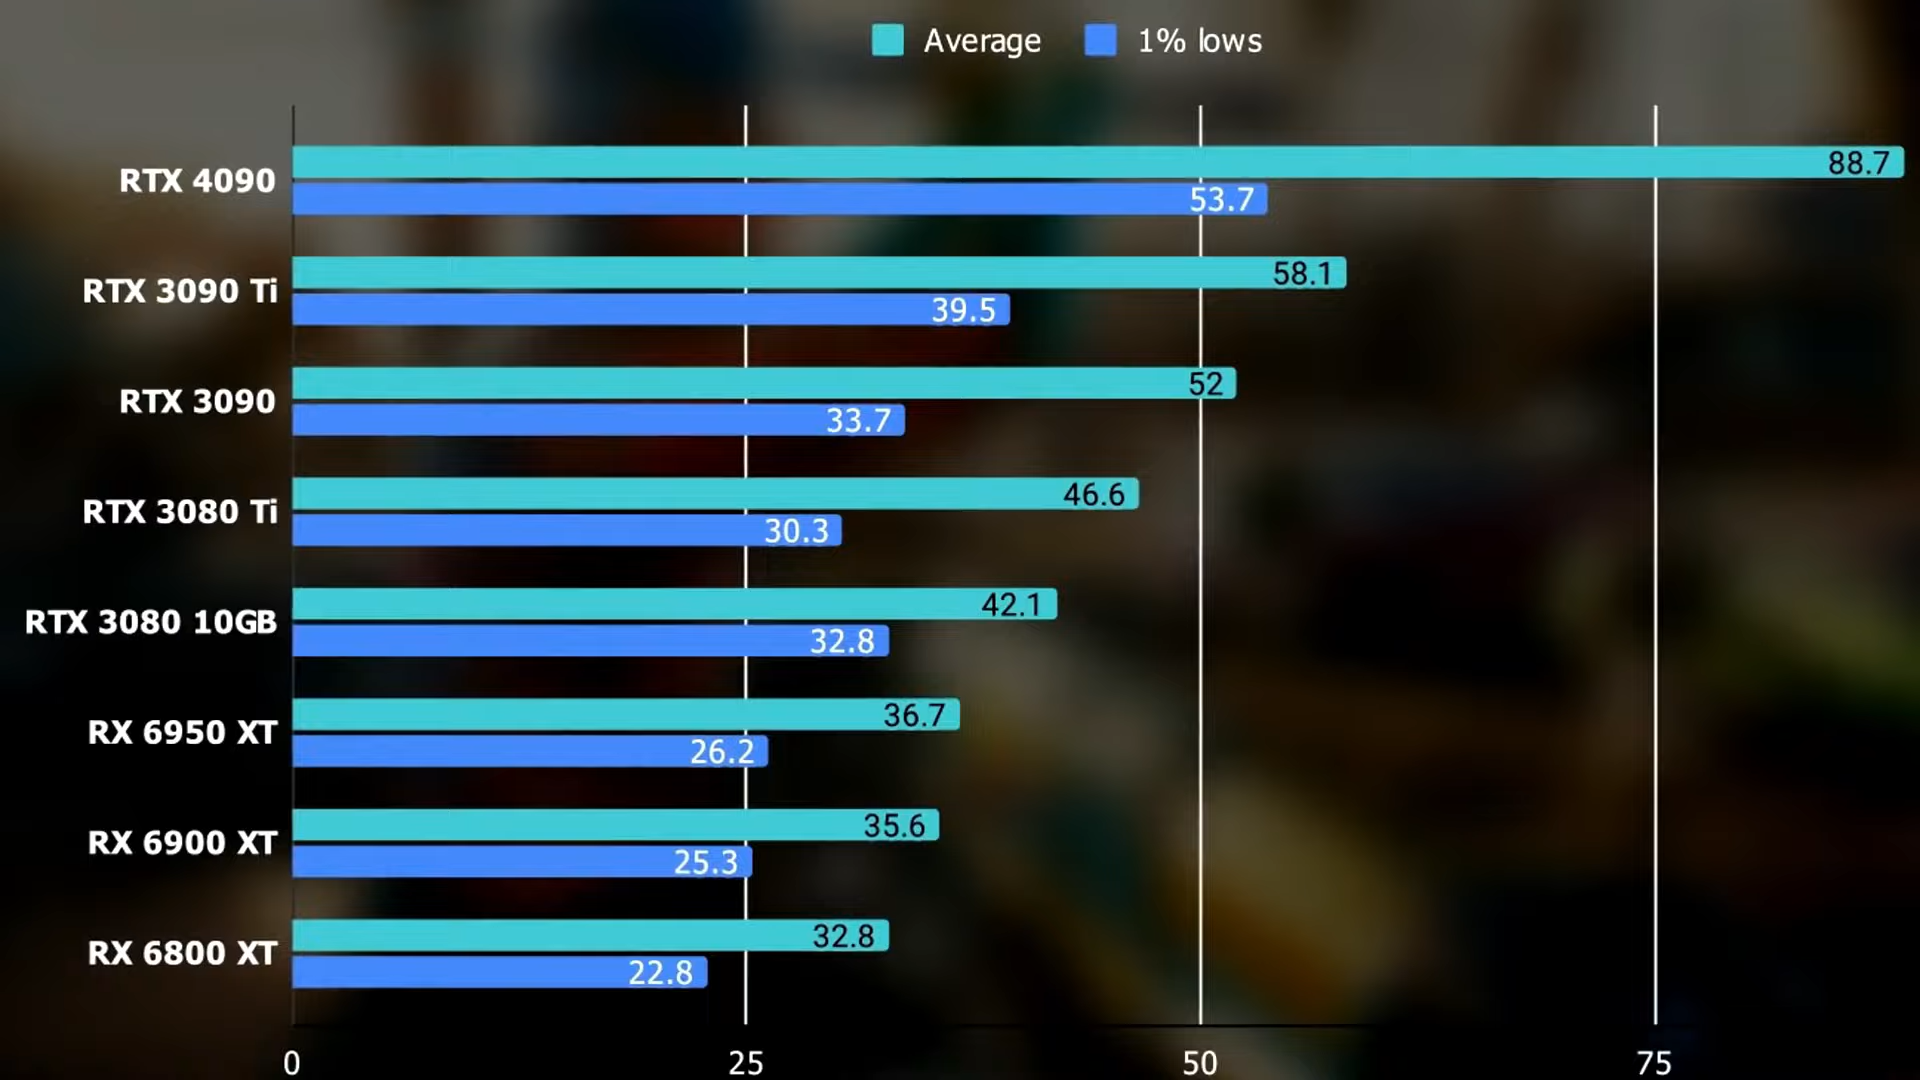 Average 1% lows
RTX 4090 88.7
53.7
RTX 3090 Ti 58.1
39.5
RTX 3090 52
33.7
RTX 3080 Ti 46.6
30.3
RTX 3080 10GB 42.1
32.8
RX 6950 XT 36.7
26.2
RX 6900 XT 35.6
25.3
RX 6800 XT 32.8
22.8
0 25 50 75